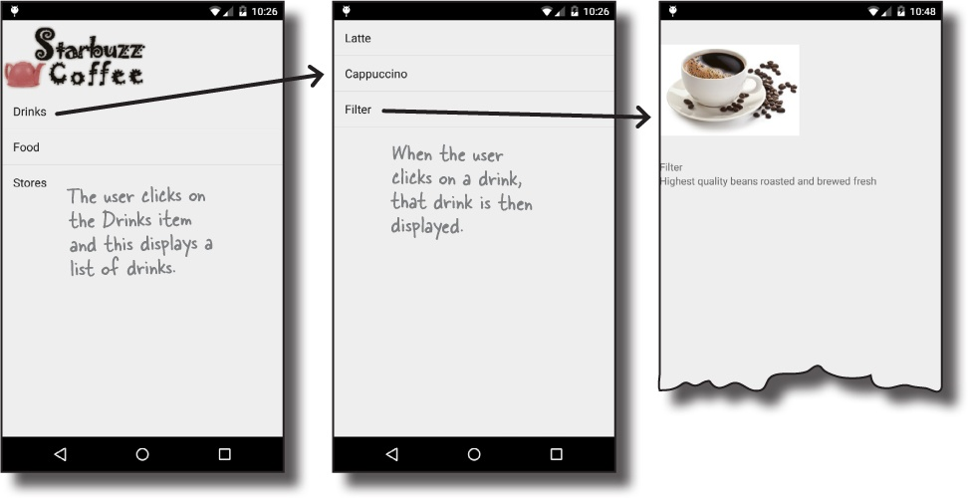 10:26
Starbuzz
Coffee
Drinks
Food
Stores
The user clicks on
the Drinks item
and this displays a
list of drinks.
10:26
Latte
Cappuccino
Filter
When the user
clicks on a drink,
that drink is then
displayed.
10:48
Filter
Highest quality beans roasted and brewed fresh